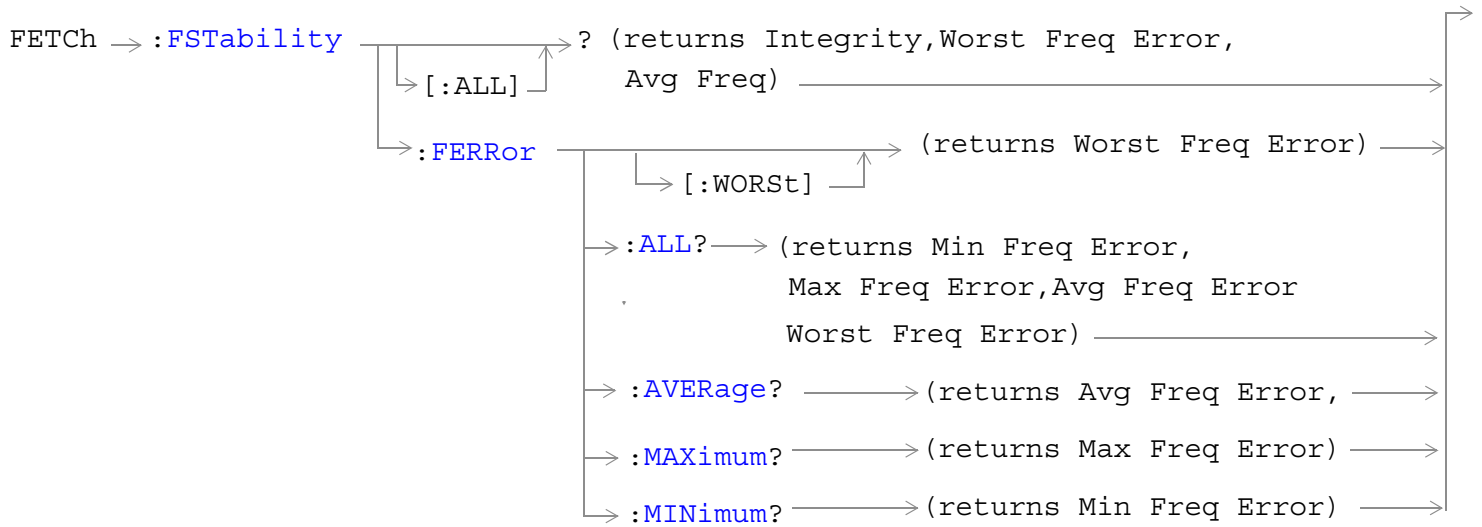 FETCh :FSTability ? (returns Integrity,Worst Freq Error,
[:ALL] Avg Freq)
:FERRor (returns Worst Freq Error)
[:WORSt]
:ALL? (returns Min Freq Error,
Max Freq Error,Avg Freq Error
Worst Freq Error)
:AVERage? (returns Avg Freq Error,
:MAXimum? (returns Max Freq Error)
:MINimum? (returns Min Freq Error)